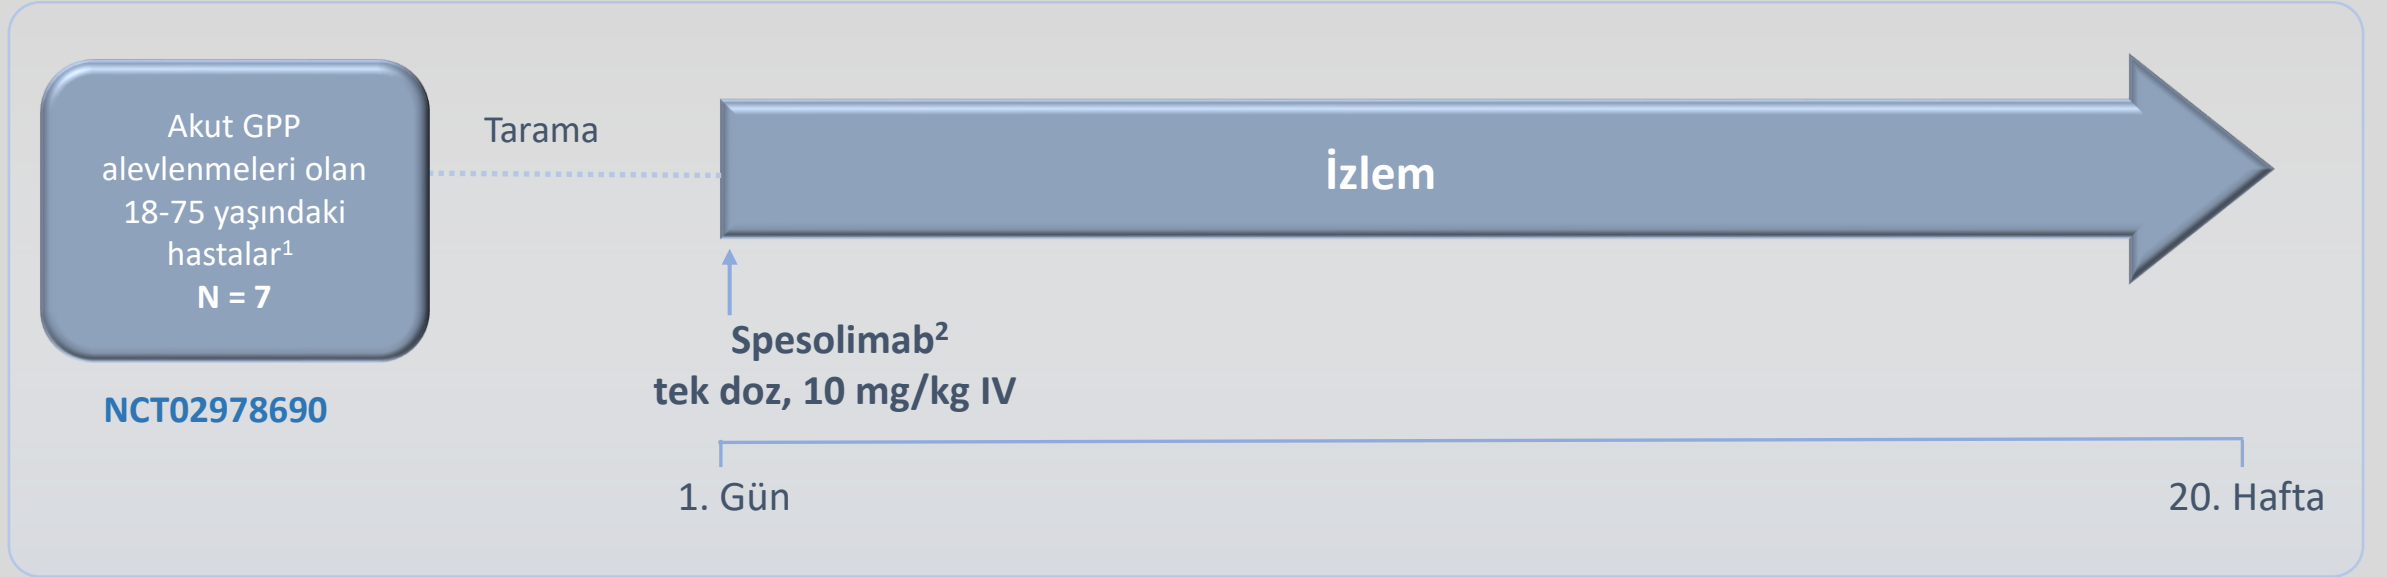 Akut GPP
alevlenmeleri olan
18-75 yaşındaki
hastalar¹
N = 7
NCT02978690
Tarama
İzlem
Spesolimab²
tek doz, 10 mg/kg IV
1. Gün
20. Hafta